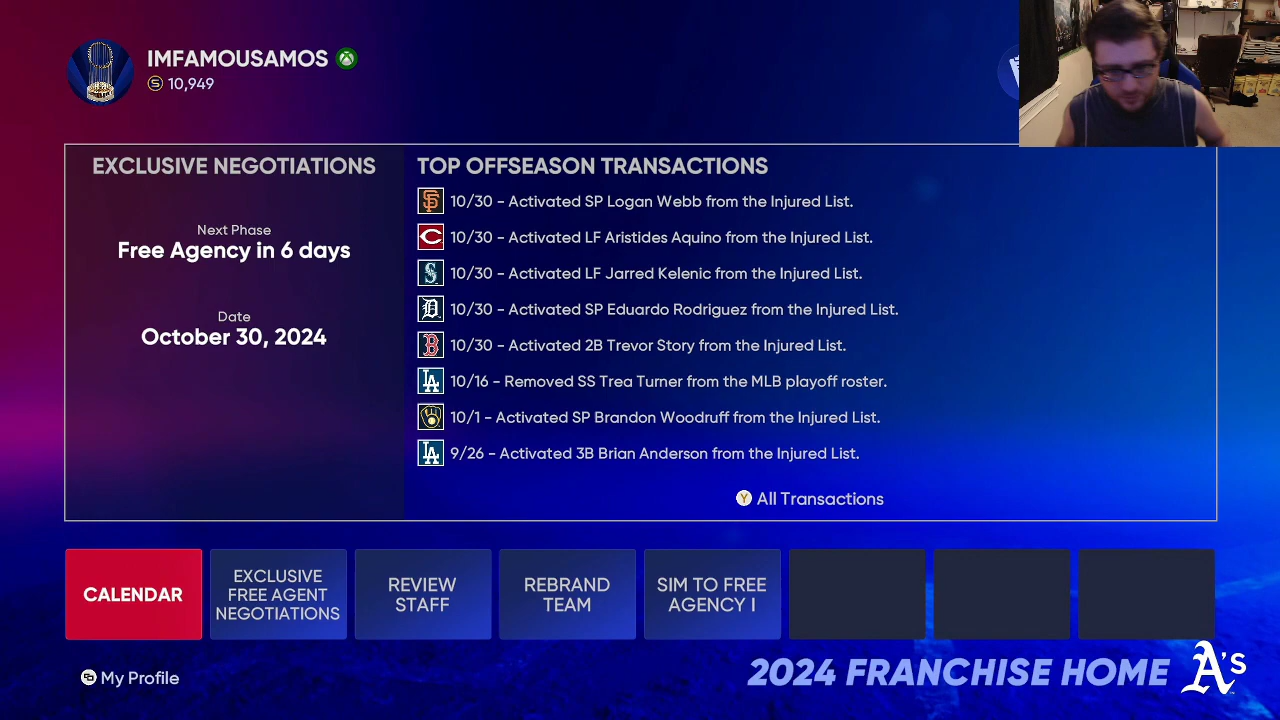 IMFAMOUSAMOS
S 10,949
EXCLUSIVE NEGOTIATIONS
Next Phase
Free Agency in 6 days
Date
October 30, 2024
TOP OFFSEASON TRANSACTIONS
SF 10/30 - Activated SP Logan Webb from the Injured List.
C 10/30 - Activated LF Aristides Aquino from the Injured List.
S 10/30 - Activated LF Jarred Kelenic from the Injured List.
D 10/30 - Activated SP Eduardo Rodriguez from the Injured List.
B 10/30 - Activated 2B Trevor Story from the Injured List.
LA 10/16 - Removed SS Trea Turner from the MLB playoff roster.
10/1 - Activated SP Brandon Woodruff from the Injured List.
LA 9/26 - Activated 3B Brian Anderson from the Injured List.
Y All Transactions
CALENDAR
EXCLUSIVE
FREE AGENT
NEGOTIATIONS
REVIEW
STAFF
REBRAND
TEAM
SIM TO FREE
AGENCY I
My Profile
2024 FRANCHISE HOME A's